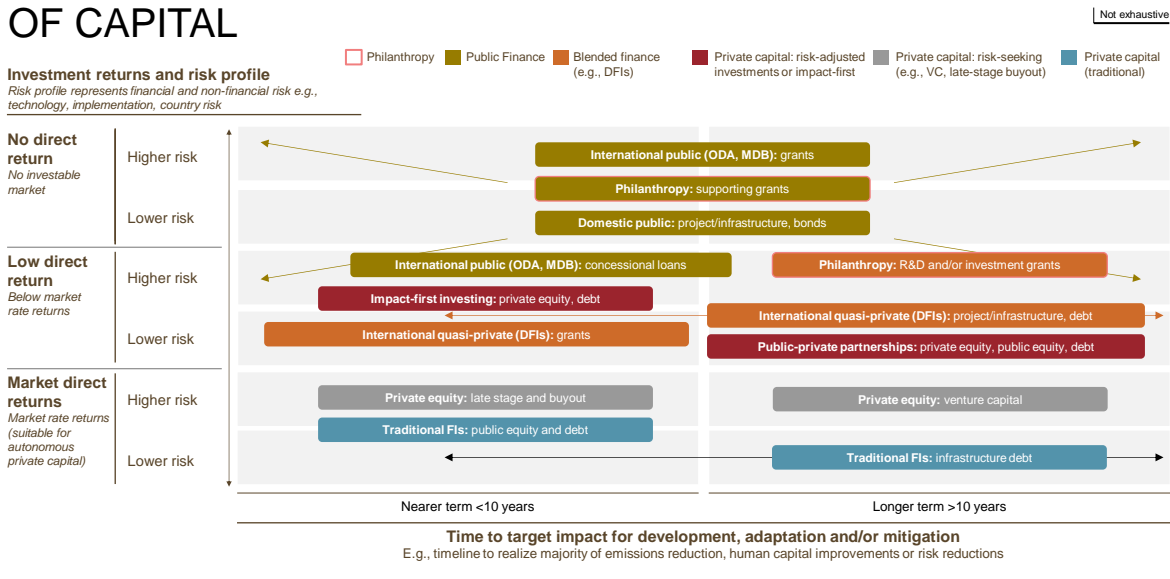 OF CAPITAL
Not exhaustive
Philanthropy
Public Finance
Blended finance
(e.g., DFIs)
Private capital: risk-adjusted
investments or impact-first
Private capital: risk-seeking
(e.g., VC, late-stage buyout)
Private capital
(traditional)
Investment returns and risk profile
Risk profile represents financial and non-financial risk e.g.,
technology, implementation, country risk
No direct
return
No investable
market
Higher risk
Lower risk
International public (ODA, MDB): grants
Philanthropy: supporting grants
Domestic public: project/infrastructure, bonds
Low direct
return
Below market
rate returns
Higher risk
Lower risk
International public (ODA, MDB): concessional loans
Philanthropy: R&D and/or investment grants
Impact-first investing: private equity, debt
International quasi-private (DFIs): project/infrastructure, debt
International quasi-private (DFIs): grants
Public-private partnerships: private equity, public equity, debt
Market direct
returns
Market rate returns
(suitable for
autonomous
private capital)
Higher risk
Lower risk
Private equity: late stage and buyout
Private equity: venture capital
Traditional FIs: public equity and debt
Traditional FIs: infrastructure debt
Nearer term <10 years
Longer term >10 years
Time to target impact for development, adaptation and/or mitigation
E.g., timeline to realize majority of emissions reduction, human capital improvements or risk reductions